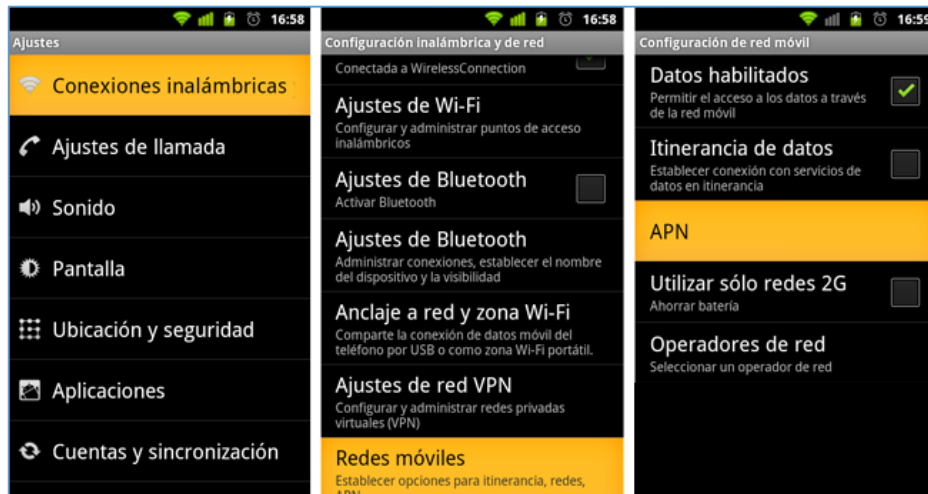 16:58
Ajustes
Conexiones inalámbricas
Ajustes de llamada
Sonido
Pantalla
Ubicación y seguridad
Aplicaciones
Cuentas y sincronización
16:58
Configuración inalámbrica y de red
Conectada a WirelessConnection
Ajustes de Wi-Fi
Configurar y administrar puntos de acceso
inalámbricos
Ajustes de Bluetooth
Activar Bluetooth
Ajustes de Bluetooth
Administrar conexiones, establecer el nombre
del dispositivo y la visibilidad
Anclaje a red y zona Wi-Fi
Comparte la conexión de datos móvil del
teléfono por USB o como zona Wi-Fi portátil.
Ajustes de red VPN
Configurar y administrar redes privadas
virtuales (VPN)
Redes móviles
Establecer opciones para itinerancia, redes,
APN
16:59
Configuración de red móvil
Datos habilitados
Permitir el acceso a los datos a través
de la red móvil
Itinerancia de datos
Establecer conexión con servicios de
datos en itinerancia
APN
Utilizar sólo redes 2G
Ahorrar batería
Operadores de red
Seleccionar un operador de red